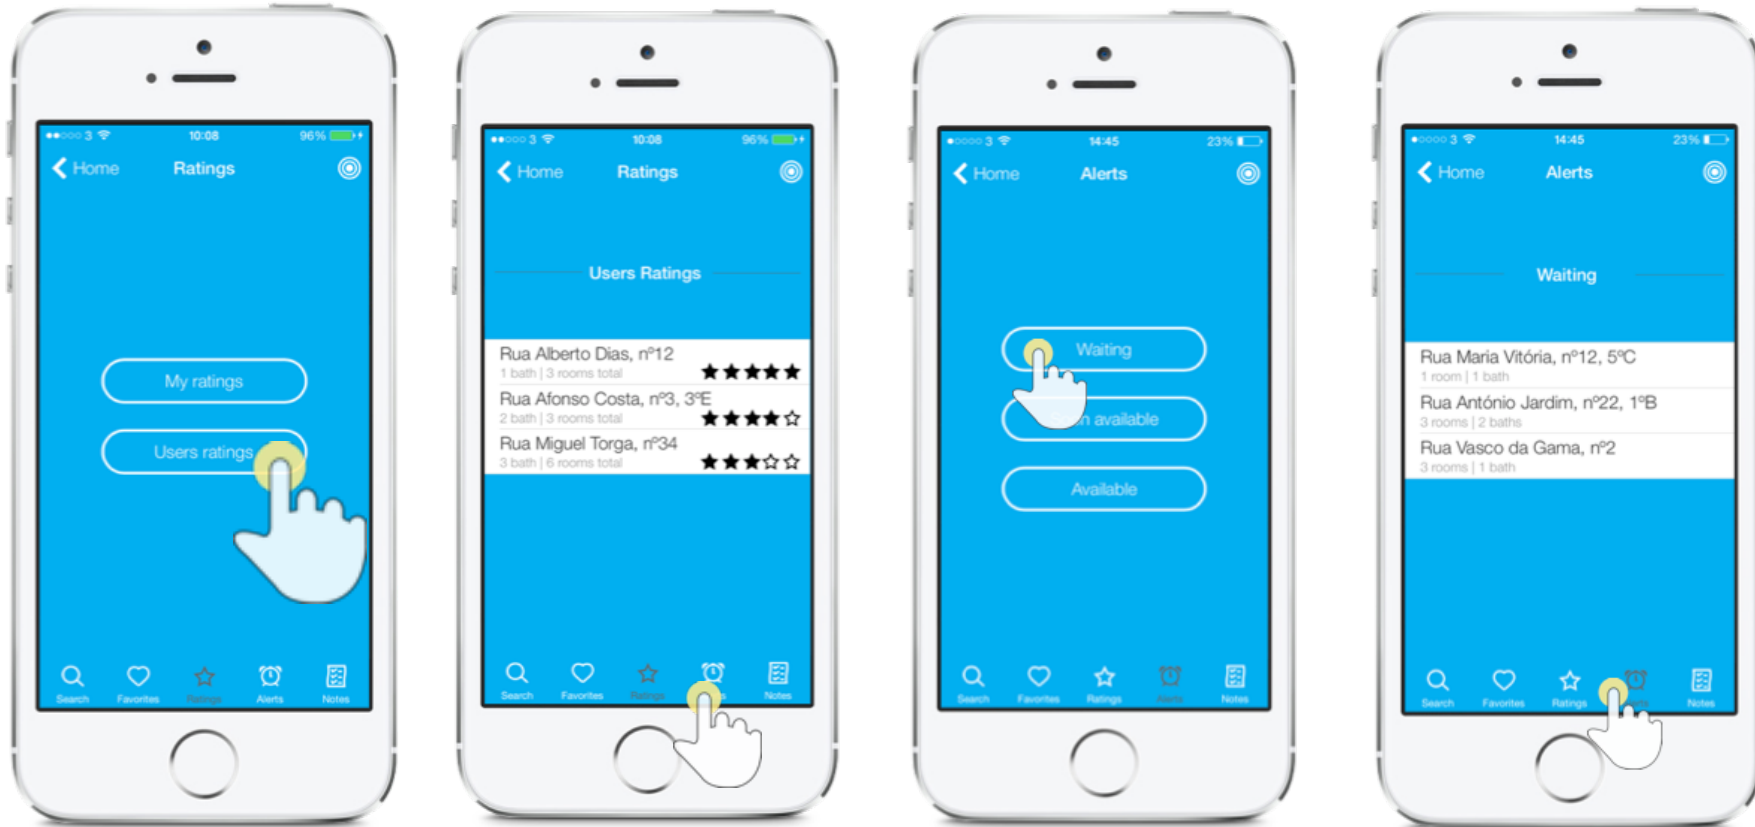 3 10:08 96%
Home Ratings
My ratings
Users ratings
Search Favorites Ratings Alerts Notes
3 10:08 96%
Home Ratings
Users Ratings
Rua Alberto Dias, nº12
1 bath | 3 rooms total
Rua Afonso Costa, nº3, 3ºE
2 bath | 3 rooms total
Rua Miguel Torga, nº34
3 bath | 6 rooms total
Search Favorites Ratings Notes
3 14:45 23%
Home Alerts
Waiting
available
Available
Search Favorites Ratings Alerts Notes
3 14:45 23%
Home Alerts
Waiting
Rua Maria Vitória, nº12, 5ºC
1 room | 1 bath
Rua António Jardim, nº22, 1ºB
3 rooms | 2 baths
Rua Vasco da Gama, nº2
3 rooms | 1 bath
Search Favorites Ratings Notes